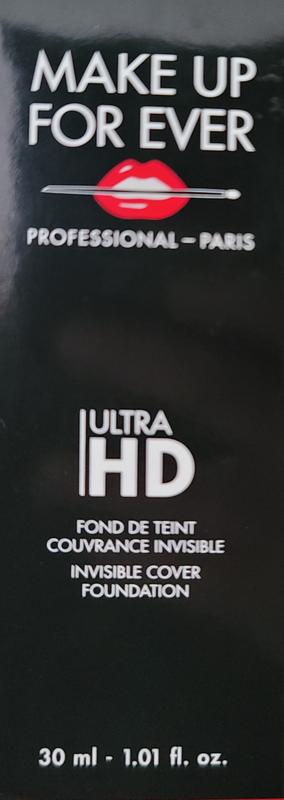 MAKE UP
FOR EVER
PROFESSIONAL – PARIS
ULTRA
HD
FOND DE TEINT
COUVRANCE INVISIBLE
INVISIBLE COVER
FOUNDATION
30 ml - 1.01 fl. oz.